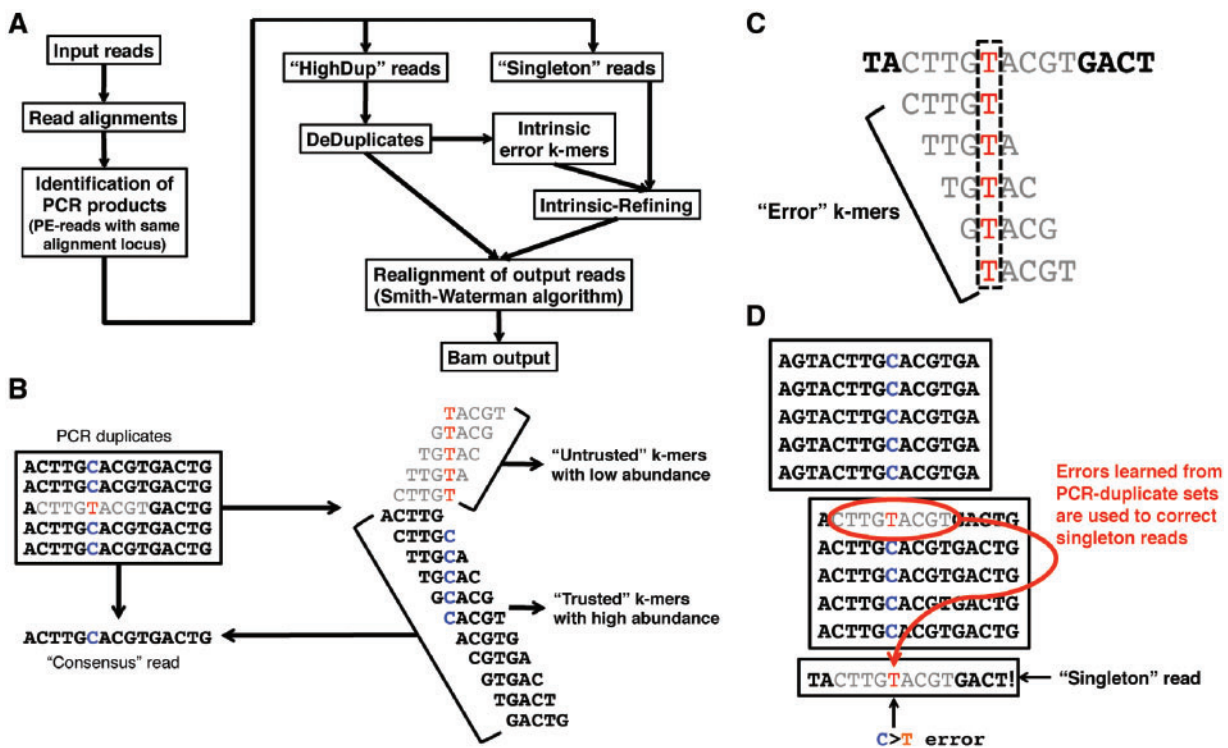 A
Input reads
Read alignments
Identification of
PCR products
(PE-reads with same
alignment locus)
“HighDup” reads
“Singleton” reads
DeDuplicates
Intrinsic
error k-mers
Intrinsic-Refining
Realignment of output reads
(Smith-Waterman algorithm)
Bam output
B
PCR duplicates
ACTTGCACGTGACTG
ACTTGCACGTGACTG
ACTTGTACGTGACTG
ACTTGCACGTGACTG
ACTTGCACGTGACTG
ACTTGCACGTGACTG
“Consensus” read
TACGT
GTACG
TGTAC
TTGTA
CTTGT
ACTTG
CTTGC
TTGCA
TGCAC
GCACG
CACGT
ACGTG
CGTGA
GTGAC
TGACT
GACTG
“Untrusted” k-mers
with low abundance
“Trusted” k-mers
with high abundance
C
TACTTGTACGTGACT
CTTGT
TTGTA
TGTAC
GTACG
TACGT
“Error” k-mers
D
AGTACTTGCACGTGA
AGTACTTGCACGTGA
AGTACTTGCACGTGA
AGTACTTGCACGTGA
AGTACTTGCACGTGA
ACTTGTACGTGACTG
ACTTGCACGTGACTG
ACTTGCACGTGACTG
ACTTGCACGTGACTG
ACTTGCACGTGACTG
TACTTGTACGTGACT!
Errors learned from
PCR-duplicate sets
are used to correct
singleton reads
“Singleton” read
C>T error